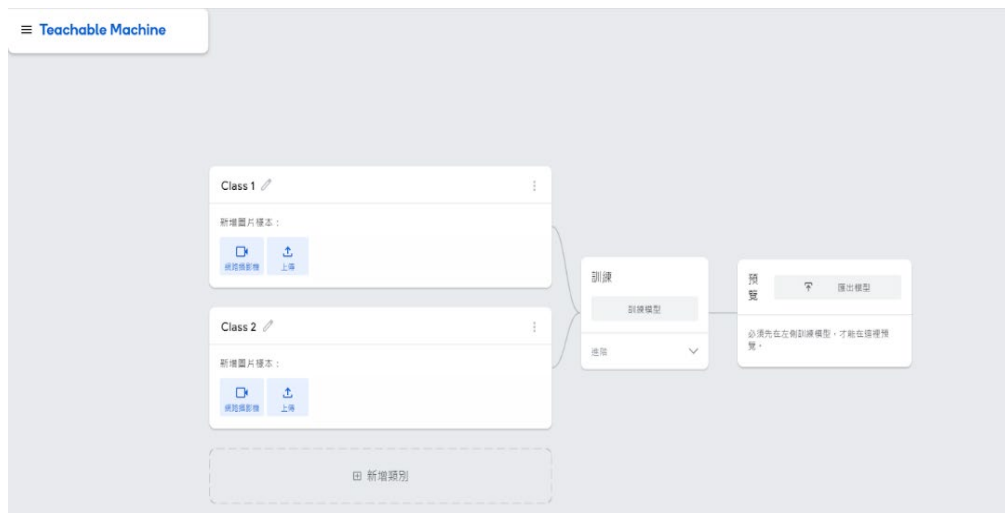 Teachable Machine
Class 1
新增圖片樣本：
網路攝影機
上傳
Class 2
新增圖片樣本：
網路攝影機
上傳
新增類別
訓練
訓練模型
進階
預
覽
匯出模型
必須先在左側訓練模型，才能在這裡預
覽。